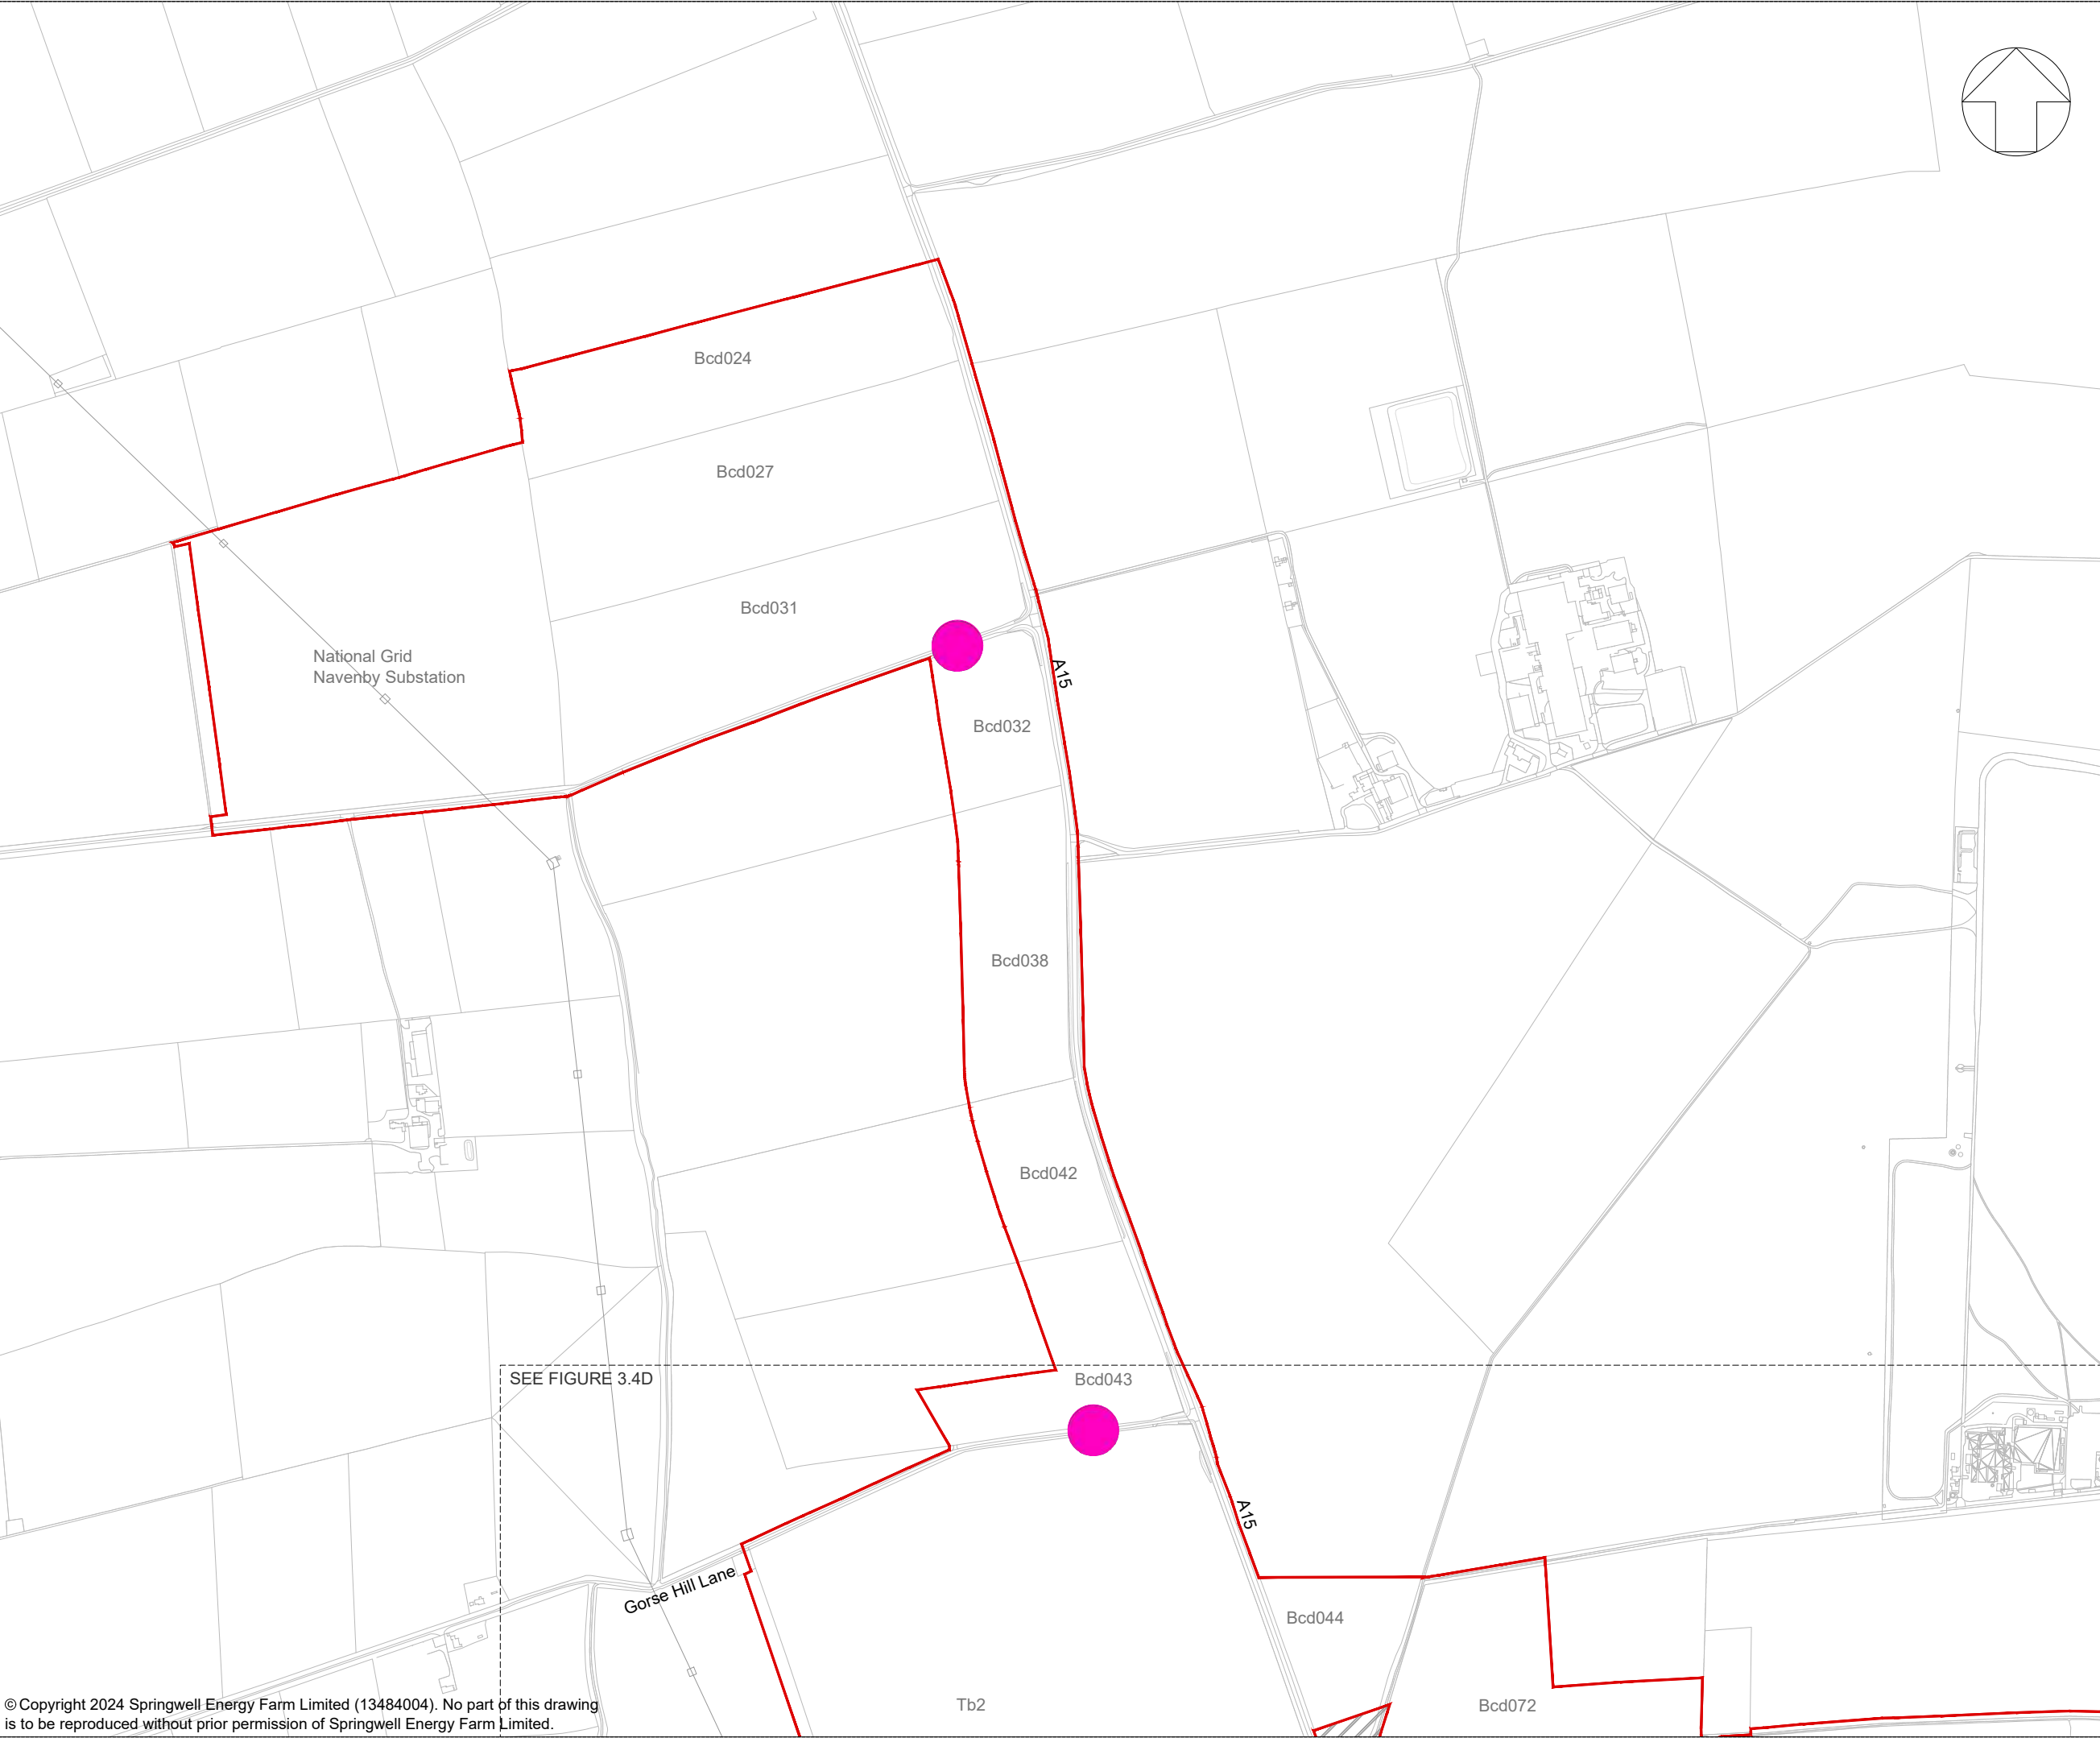 Bcd024
Bcd027
Bcd031
National Grid
Navenby Substation
A15
Bcd032
Bcd038
Bcd042
SEE FIGURE 3.4D
Bcd043
A15
Gorse Hill Lane
Bcd044
Tb2
Bcd072
© Copyright 2024 Springwell Energy Farm Limited (13484004). No part of this drawing
is to be reproduced without prior permission of Springwell Energy Farm Limited.